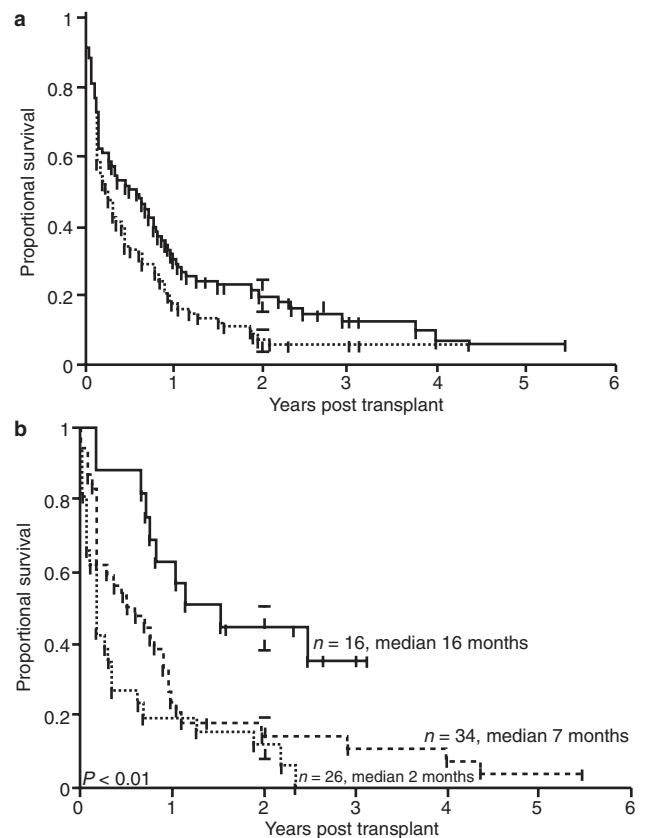 a
1
0.8
0.6
0.4
0.2
0
Proportional survival
0 1 2 3 4 5 6
Years post transplant
b
1
0.8
0.6
0.4
0.2
0
Proportional survival
n = 16, median 16 months
n = 34, median 7 months
P < 0.01
n = 26, median 2 months
0 1 2 3 4 5 6
Years post transplant